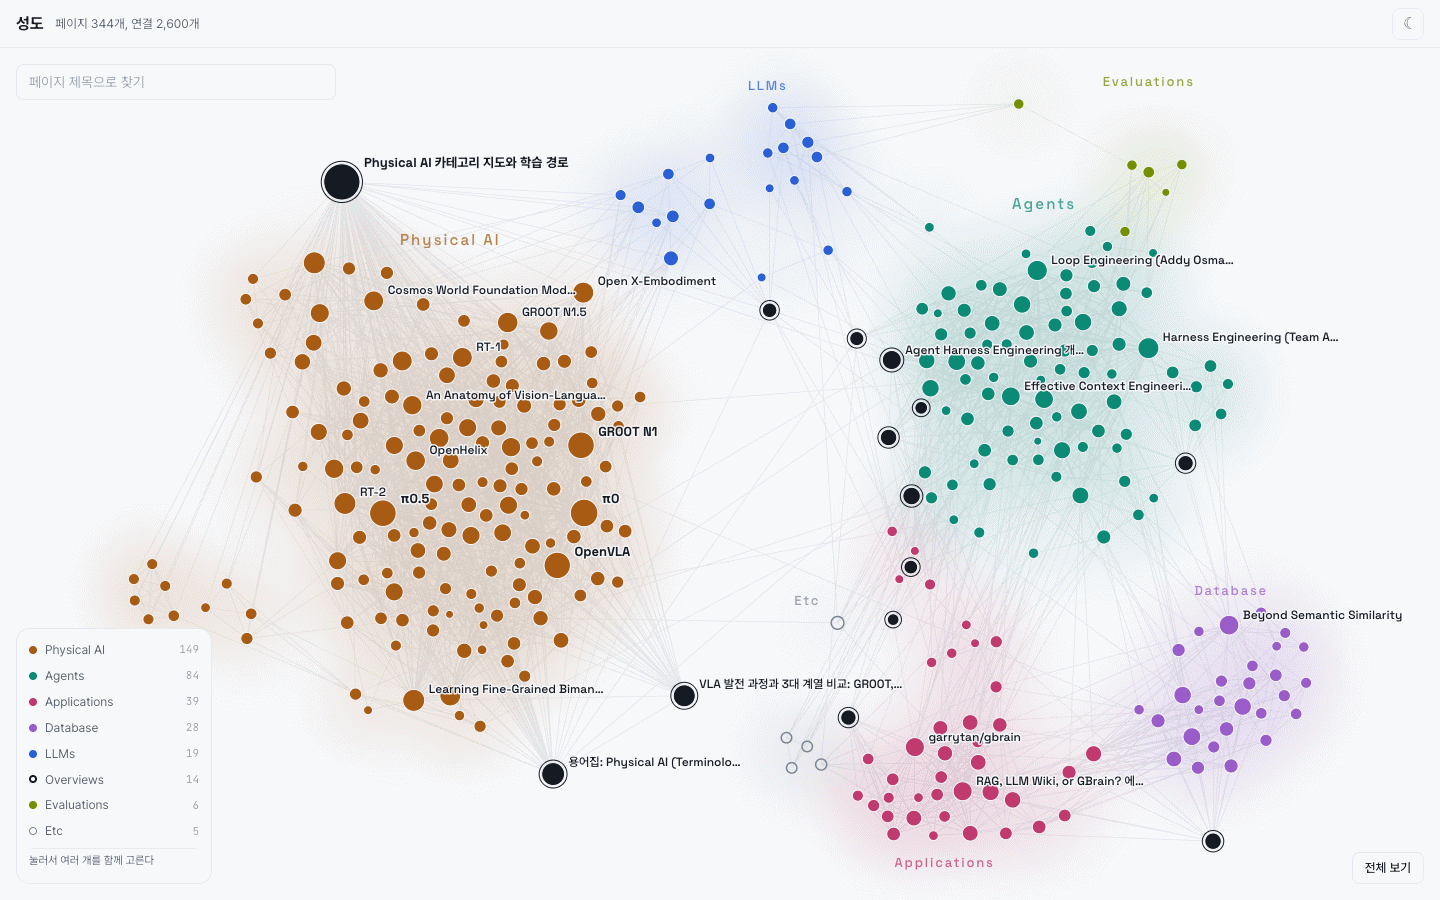 성도 페이지 344개, 연결 2,600개
페이지 제목으로 찾기
LLMs
Evaluations
Physical AI 카테고리 지도와 학습 경로
Agents
Physical AI
Loop Engineering (Addy Osma...
Open X-Embodiment
Cosmos World Foundation Mod...
GR00T N1.5
Harness Engineering (Team A...
RT-1
Agent Harness Engineering 개...
Effective Context Engineeri...
An Anatomy of Vision-Langua...
GR00T N1
OpenHelix
RT-2
π0.5
π0
OpenVLA
Database
Etc
Beyond Semantic Similarity
VLA 발전 과정과 3대 계열 비교: GR00T,...
Learning Fine-Grained Biman...
garrytan/gbrain
용어집: Physical AI (Terminolo...
RAG, LLM Wiki, or GBrain? 에...
Applications
Physical AI 149
Agents 84
Applications 39
Database 28
LLMs 19
Overviews 14
Evaluations 6
Etc 5
눌러서 여러 개를 함께 고른다
전체 보기